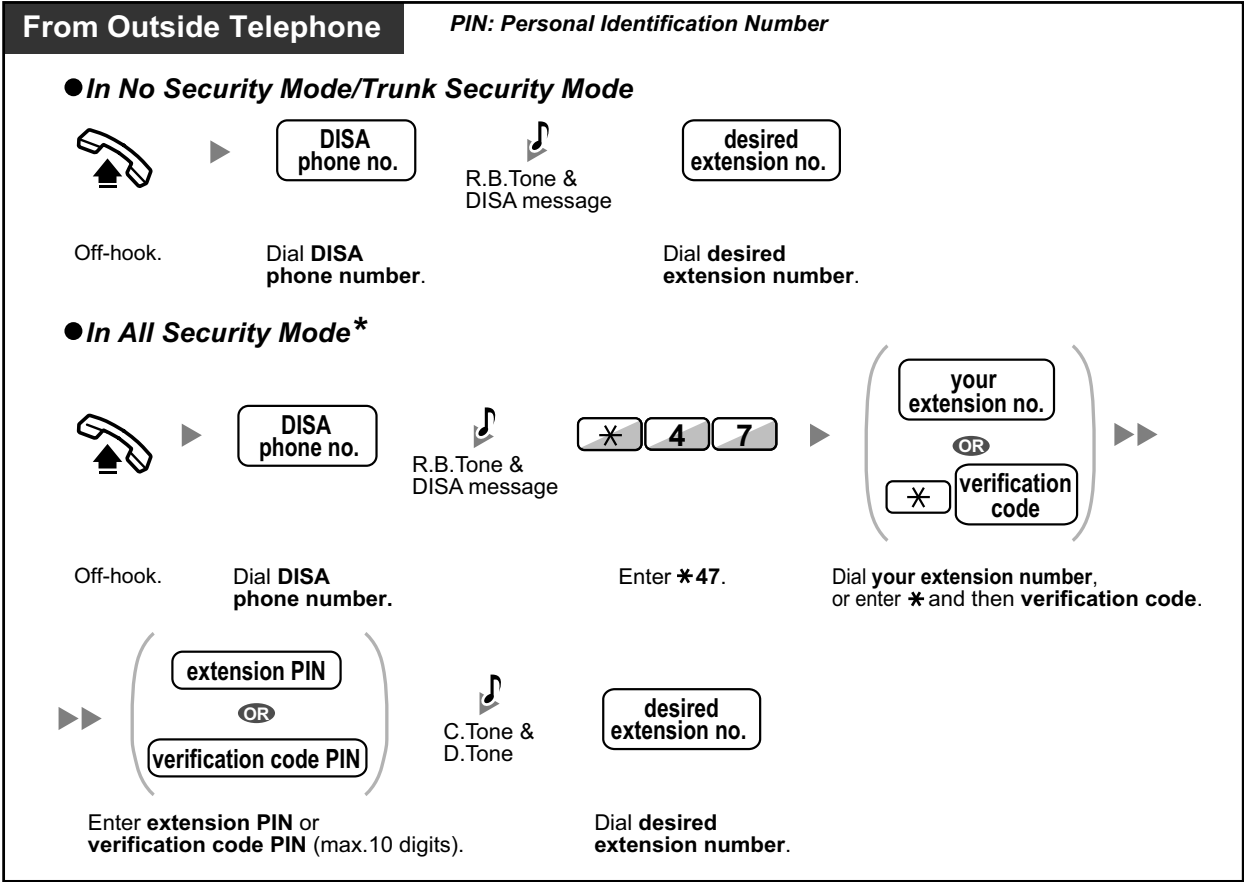 From Outside Telephone
PIN: Personal Identification Number
●In No Security Mode/Trunk Security Mode
DISA
phone no.
R.B.Tone &
DISA message
desired
extension no.
Off-hook.
Dial DISA
phone number.
Dial desired
extension number.
●In All Security Mode*
DISA
phone no.
R.B.Tone &
DISA message
* 4 7
your
extension no.
OR
* verification
code
Off-hook.
Dial DISA
phone number.
Enter *47.
Dial your extension number,
or enter * and then verification code.
extension PIN
OR
verification code PIN
C.Tone &
D.Tone
desired
extension no.
Enter extension PIN or
verification code PIN (max.10 digits).
Dial desired
extension number.